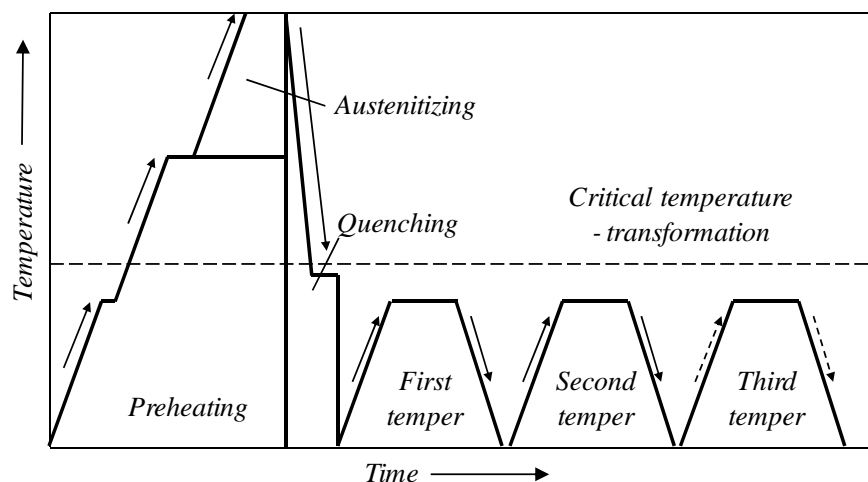 Temperature
Austenitizing
Quenching
Critical temperature
- transformation
Preheating
First
temper
Second
temper
Third
temper
Time